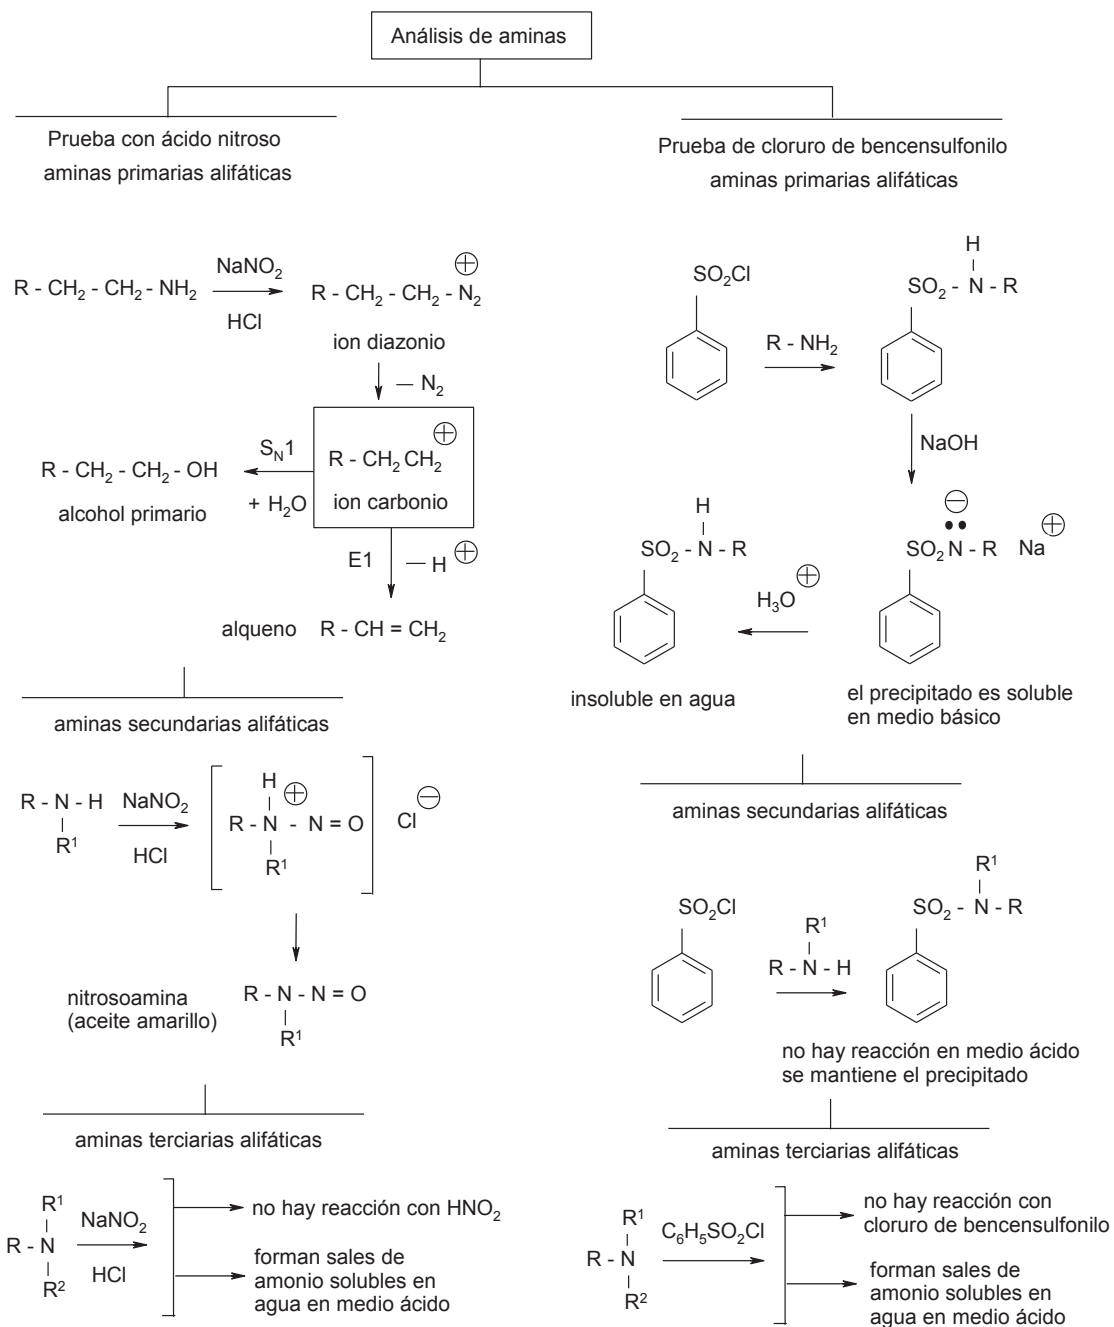 Análisis de aminas
Prueba con ácido nitroso
aminas primarias alifáticas
R - CH₂ - CH₂- NH₂
NaNO₂
HCl
R - CH₂ - CH₂- N₂ ⊕
ion diazonio
— N₂
R - CH₂ CH₂ ⊕
ion carbonio
S_N1
+ H₂O
R - CH₂ - CH₂- OH
alcohol primario
E1
— H ⊕
alqueno R - CH = CH₂
aminas secundarias alifáticas
R - N - H
R¹
NaNO₂
HCl
H
⊕
R - N - N = O
R¹
Cl ⊖
nitrosoamina
(aceite amarillo)
R - N - N = O
R¹
aminas terciarias alifáticas
R¹
R - N
R²
NaNO₂
HCl
no hay reacción con HNO₂
forman sales de
amonio solubles en
agua en medio ácido
Prueba de cloruro de bencensulfonilo
aminas primarias alifáticas
SO₂Cl
R - NH₂
H
SO₂ - N - R
NaOH
⊖
••
SO₂ N - R Na ⊕
el precipitado es soluble
en medio básico
H₃O ⊕
H
SO₂ - N - R
insoluble en agua
aminas secundarias alifáticas
SO₂Cl
R¹
R - N - H
R¹
SO₂ - N - R
no hay reacción en medio ácido
se mantiene el precipitado
aminas terciarias alifáticas
R¹
R - N
R²
C₆H₅SO₂Cl
no hay reacción con
cloruro de bencensulfonilo
forman sales de
amonio solubles en
agua en medio ácido